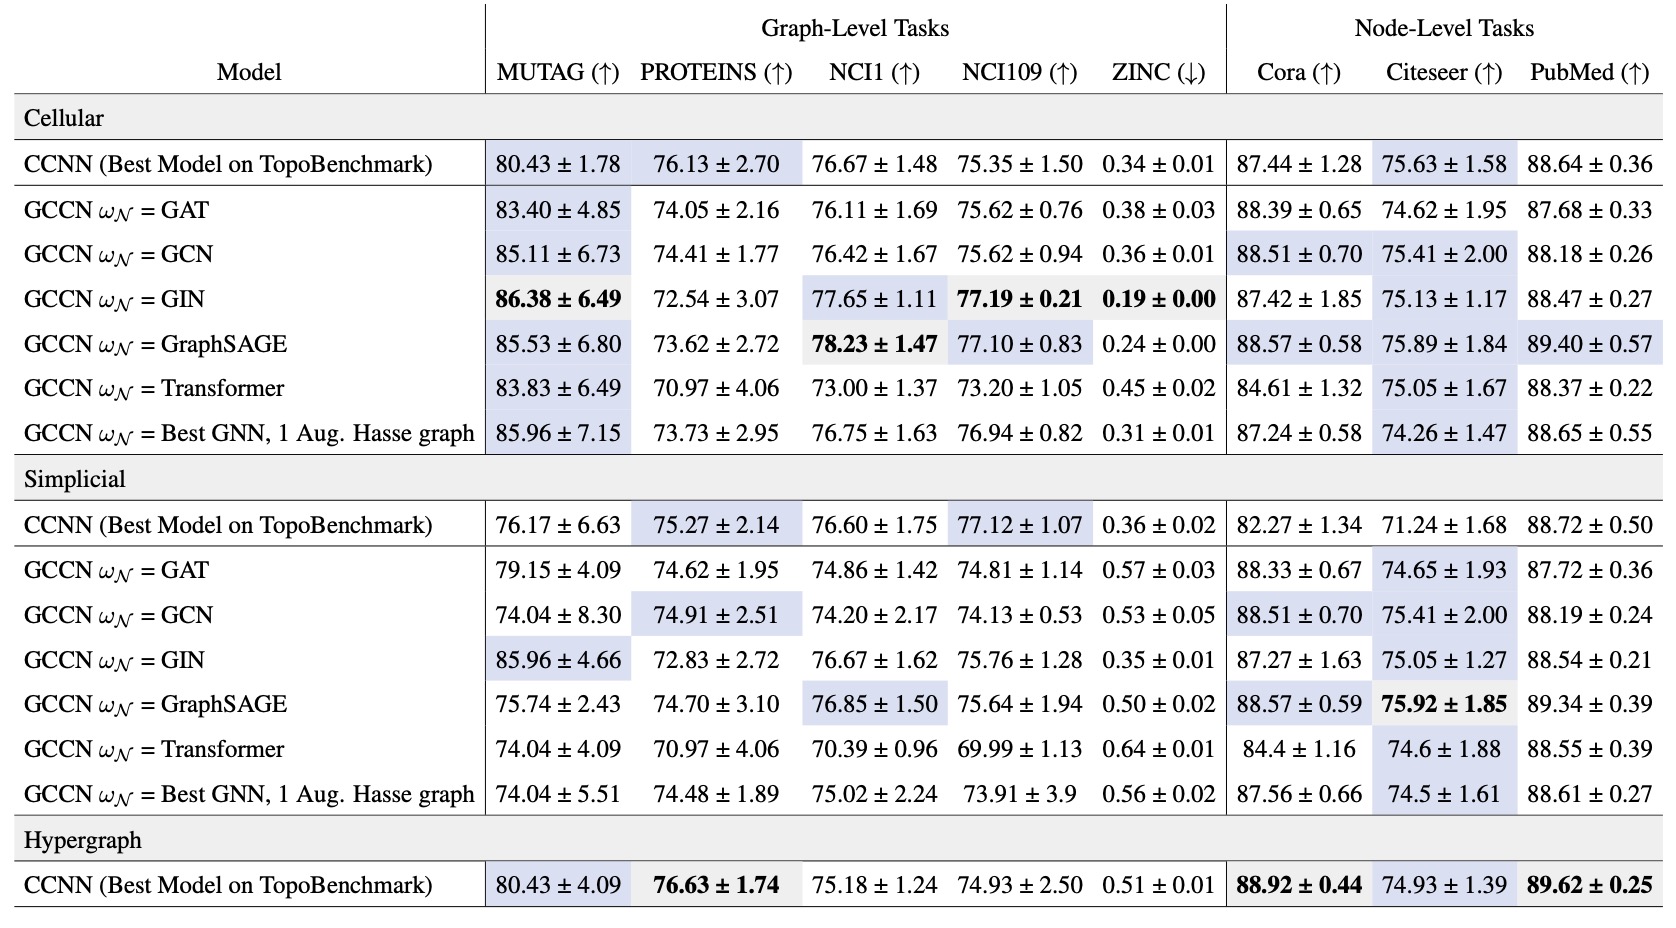 Graph-Level Tasks Node-Level Tasks
Model MUTAG (↑) PROTEINS (↑) NCI1 (↑) NCI109 (↑) ZINC (↓) Cora (↑) Citeseer (↑) PubMed (↑)
Cellular
CCNN (Best Model on TopoBenchmark) 80.43 ± 1.78 76.13 ± 2.70 76.67 ± 1.48 75.35 ± 1.50 0.34 ± 0.01 87.44 ± 1.28 75.63 ± 1.58 88.64 ± 0.36
GCCN ω𝒩 = GAT 83.40 ± 4.85 74.05 ± 2.16 76.11 ± 1.69 75.62 ± 0.76 0.38 ± 0.03 88.39 ± 0.65 74.62 ± 1.95 87.68 ± 0.33
GCCN ω𝒩 = GCN 85.11 ± 6.73 74.41 ± 1.77 76.42 ± 1.67 75.62 ± 0.94 0.36 ± 0.01 88.51 ± 0.70 75.41 ± 2.00 88.18 ± 0.26
GCCN ω𝒩 = GIN 86.38 ± 6.49 72.54 ± 3.07 77.65 ± 1.11 77.19 ± 0.21 0.19 ± 0.00 87.42 ± 1.85 75.13 ± 1.17 88.47 ± 0.27
GCCN ω𝒩 = GraphSAGE 85.53 ± 6.80 73.62 ± 2.72 78.23 ± 1.47 77.10 ± 0.83 0.24 ± 0.00 88.57 ± 0.58 75.89 ± 1.84 89.40 ± 0.57
GCCN ω𝒩 = Transformer 83.83 ± 6.49 70.97 ± 4.06 73.00 ± 1.37 73.20 ± 1.05 0.45 ± 0.02 84.61 ± 1.32 75.05 ± 1.67 88.37 ± 0.22
GCCN ω𝒩 = Best GNN, 1 Aug. Hasse graph 85.96 ± 7.15 73.73 ± 2.95 76.75 ± 1.63 76.94 ± 0.82 0.31 ± 0.01 87.24 ± 0.58 74.26 ± 1.47 88.65 ± 0.55
Simplicial
CCNN (Best Model on TopoBenchmark) 76.17 ± 6.63 75.27 ± 2.14 76.60 ± 1.75 77.12 ± 1.07 0.36 ± 0.02 82.27 ± 1.34 71.24 ± 1.68 88.72 ± 0.50
GCCN ω𝒩 = GAT 79.15 ± 4.09 74.62 ± 1.95 74.86 ± 1.42 74.81 ± 1.14 0.57 ± 0.03 88.33 ± 0.67 74.65 ± 1.93 87.72 ± 0.36
GCCN ω𝒩 = GCN 74.04 ± 8.30 74.91 ± 2.51 74.20 ± 2.17 74.13 ± 0.53 0.53 ± 0.05 88.51 ± 0.70 75.41 ± 2.00 88.19 ± 0.24
GCCN ω𝒩 = GIN 85.96 ± 4.66 72.83 ± 2.72 76.67 ± 1.62 75.76 ± 1.28 0.35 ± 0.01 87.27 ± 1.63 75.05 ± 1.27 88.54 ± 0.21
GCCN ω𝒩 = GraphSAGE 75.74 ± 2.43 74.70 ± 3.10 76.85 ± 1.50 75.64 ± 1.94 0.50 ± 0.02 88.57 ± 0.59 75.92 ± 1.85 89.34 ± 0.39
GCCN ω𝒩 = Transformer 74.04 ± 4.09 70.97 ± 4.06 70.39 ± 0.96 69.99 ± 1.13 0.64 ± 0.01 84.4 ± 1.16 74.6 ± 1.88 88.55 ± 0.39
GCCN ω𝒩 = Best GNN, 1 Aug. Hasse graph 74.04 ± 5.51 74.48 ± 1.89 75.02 ± 2.24 73.91 ± 3.9 0.56 ± 0.02 87.56 ± 0.66 74.5 ± 1.61 88.61 ± 0.27
Hypergraph
CCNN (Best Model on TopoBenchmark) 80.43 ± 4.09 76.63 ± 1.74 75.18 ± 1.24 74.93 ± 2.50 0.51 ± 0.01 88.92 ± 0.44 74.93 ± 1.39 89.62 ± 0.25